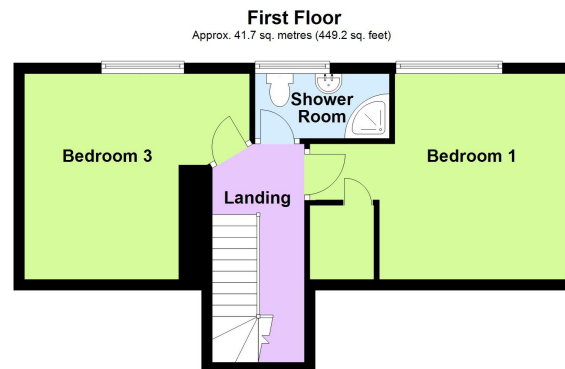 First Floor
Approx. 41.7 sq. metres (449.2 sq. feet)
Shower
Room
Bedroom 3
Bedroom 1
Landing